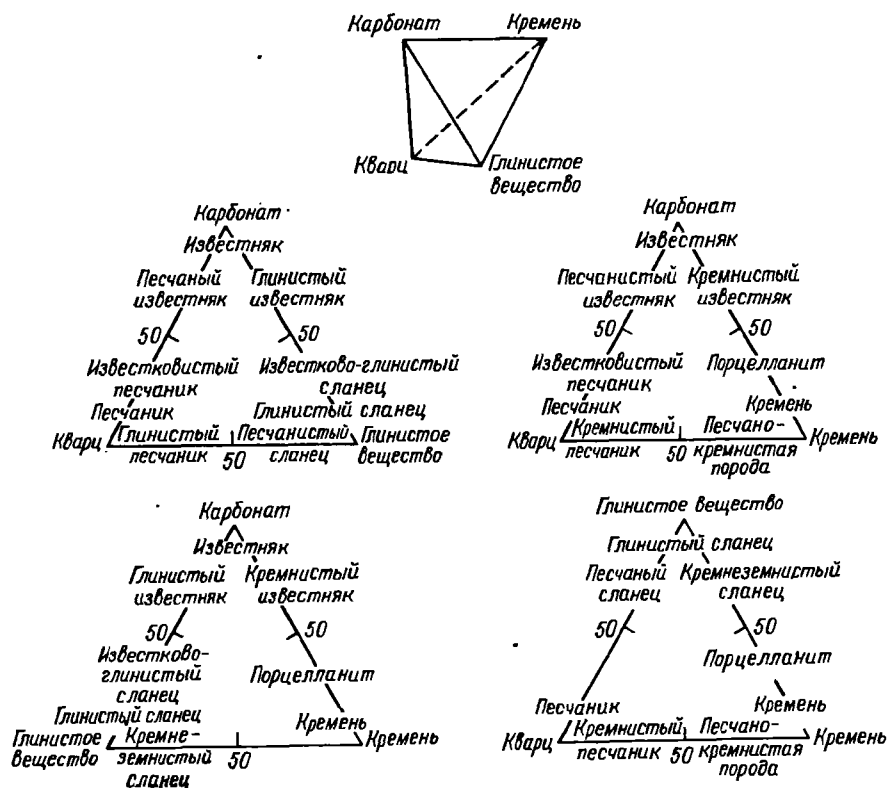 Карбонат Кремень
Кварц Глинистое
вещество
Карбонат
Известняк
Песчаный Глинистый
известняк известняк
50 50
Известковистый Известково-глинистый
песчаник сланец
Песчаник Глинистый сланец
Кварц Глинистый Песчанистый Глинистое
песчаник 50 сланец вещество
Карбонат
Известняк
Песчанистый Кремнистый
известняк известняк
50 50
Известковистый Порцелланит
песчаник
Песчаник Кремень
Кварц Кремнистый Песчано- Кремень
песчаник 50 кремнистая
порода
Карбонат
Известняк
Глинистый Кремнистый
известняк известняк
50 50
Известково-
глинистый
сланец Порцелланит
Глинистый сланец Кремень
Глинистое Кремне- Кремень
вещество земнистый 50
сланец
Глинистое вещество
Глинистый сланец
Песчаный Кремнеземнистый
сланец сланец
50 50
Порцелланит
Песчаник Кремень
Кварц Кремнистый Песчано- Кремень
песчаник 50 кремнистая
порода